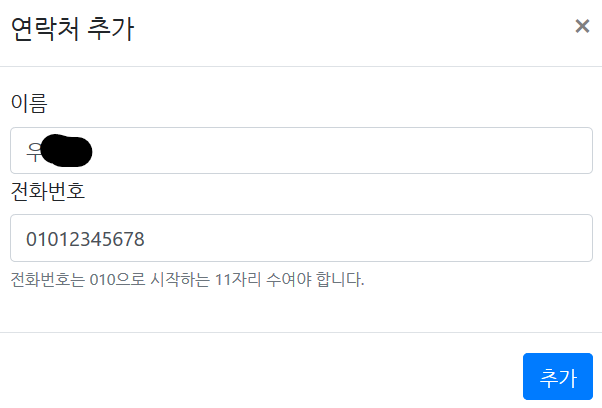 연락처 추가 ×
이름
우
전화번호
01012345678
전화번호는 010으로 시작하는 11자리 수여야 합니다.
추가